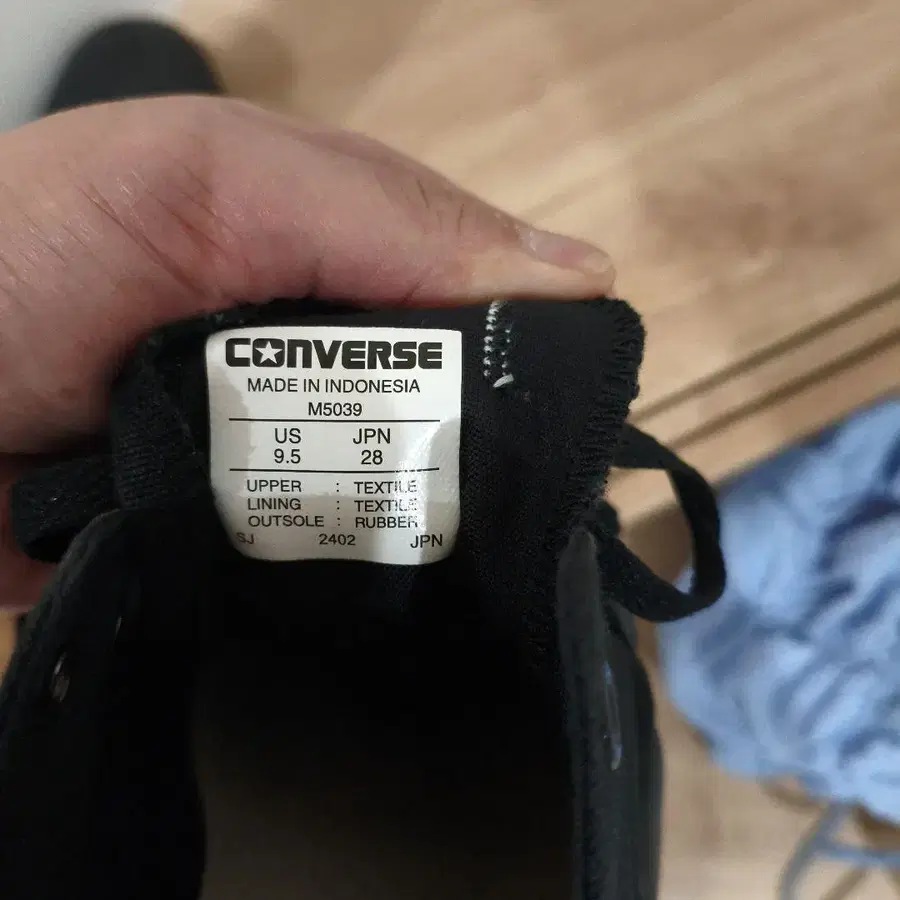 CONVERSE
MADE IN INDONESIA
M5039
US JPN
9.5 28
UPPER : TEXTILE
LINING : TEXTILE
OUTSOLE : RUBBER
SJ 2402 JPN